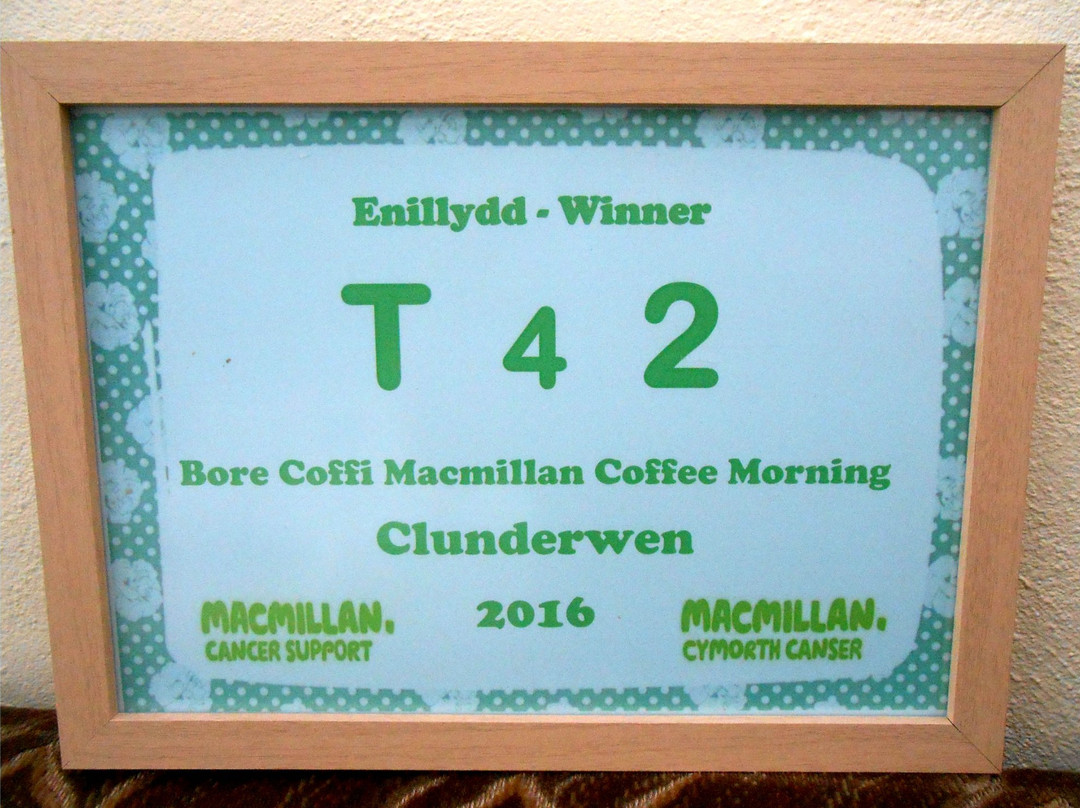 Enillydd - Winner
T 4 2
Bore Coffi Macmillan Coffee Morning
Clunderwen
2016
MACMILLAN.
CANCER SUPPORT
MACMILLAN.
CYMORTH CANSER